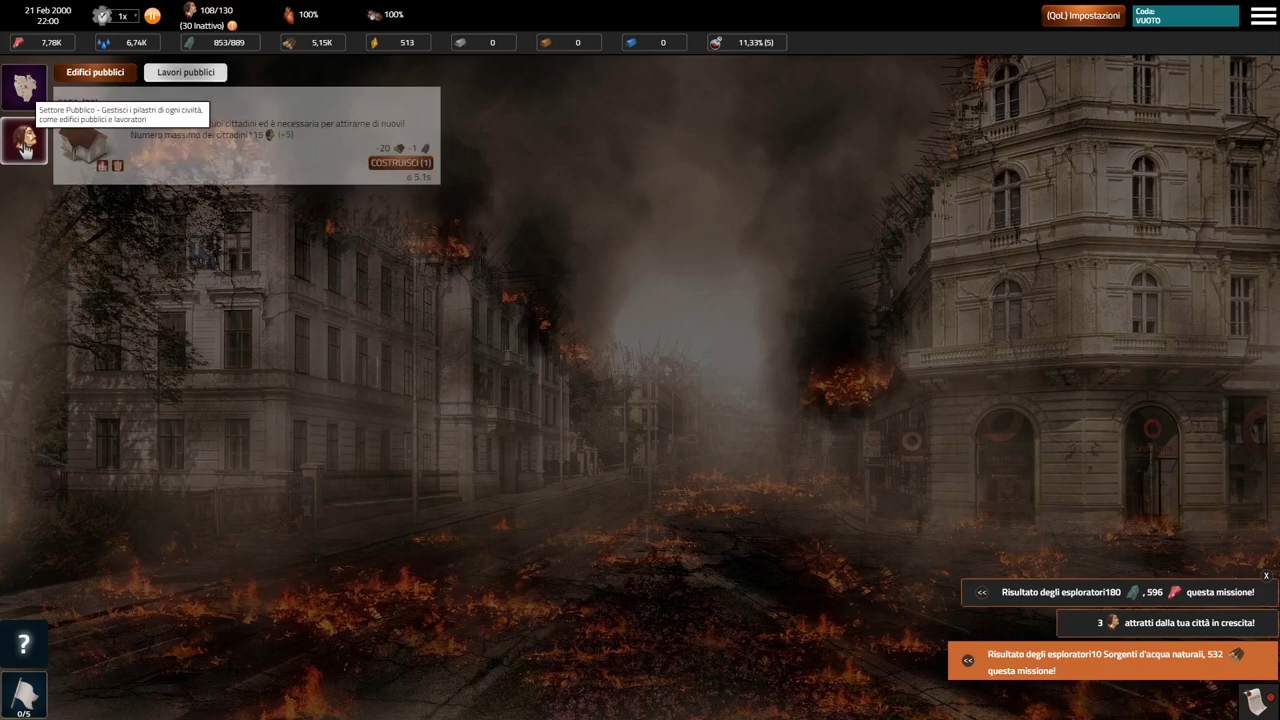 21 Feb 2000
22:00
1x
108/130
(30 Inattivo)
100%
100%
(QoL) Impostazioni
Coda:
VUOTO
7,78K
6,74K
853/889
5,15K
513
0
0
0
11,33% (5)
Edifici pubblici
Lavori pubblici
Settore Pubblico - Gestisci i pilastri di ogni civiltà,
come edifici pubblici e lavoratori
tuoi cittadini ed è necessaria per attirarne di nuovi!
Numero massimo dei cittadini 115 (+5)
-20 -1
COSTRUISCI (1)
5.1s
X
<< Risultato degli esploratori180 , 596 questa missione!
3 attratti dalla tua città in crescita!
<< Risultato degli esploratori10 Sorgenti d'acqua naturali, 532
questa missione!
?
0/5